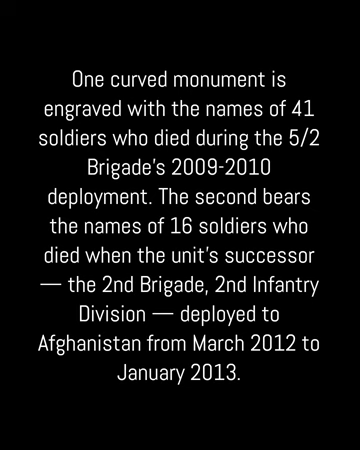 One curved monument is
engraved with the names of 41
soldiers who died during the 5/2
Brigade's 2009-2010
deployment. The second bears
the names of 16 soldiers who
died when the unit's successor
— the 2nd Brigade, 2nd Infantry
Division — deployed to
Afghanistan from March 2012 to
January 2013.